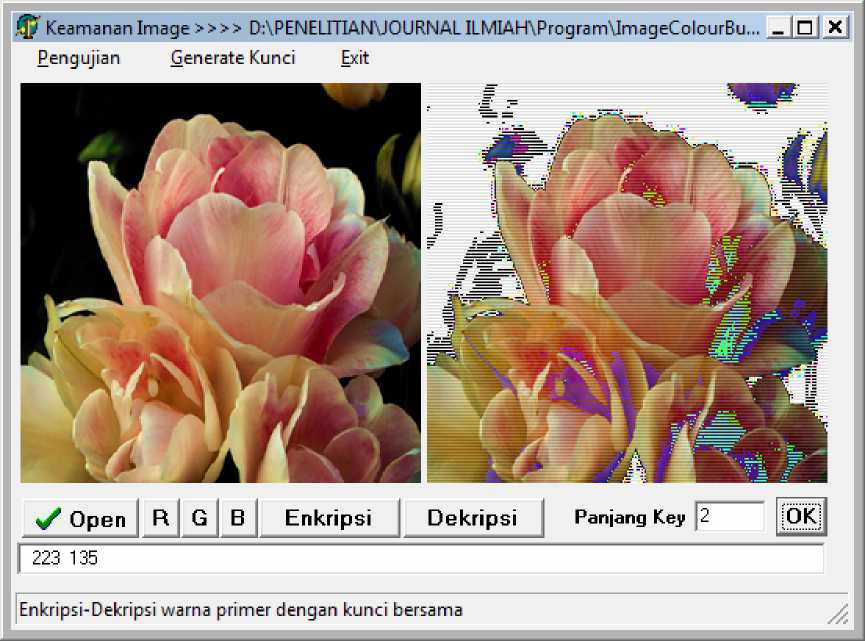 Keamanan Image >>>> D:\PENELITIAN\JOURNAL ILMIAH\Program\ImageColourBu...
Pengujian Generate Kunci Exit
Open R G B Enkripsi Dekripsi Panjang Key 2 OK
223 135
Enkripsi-Dekripsi warna primer dengan kunci bersama